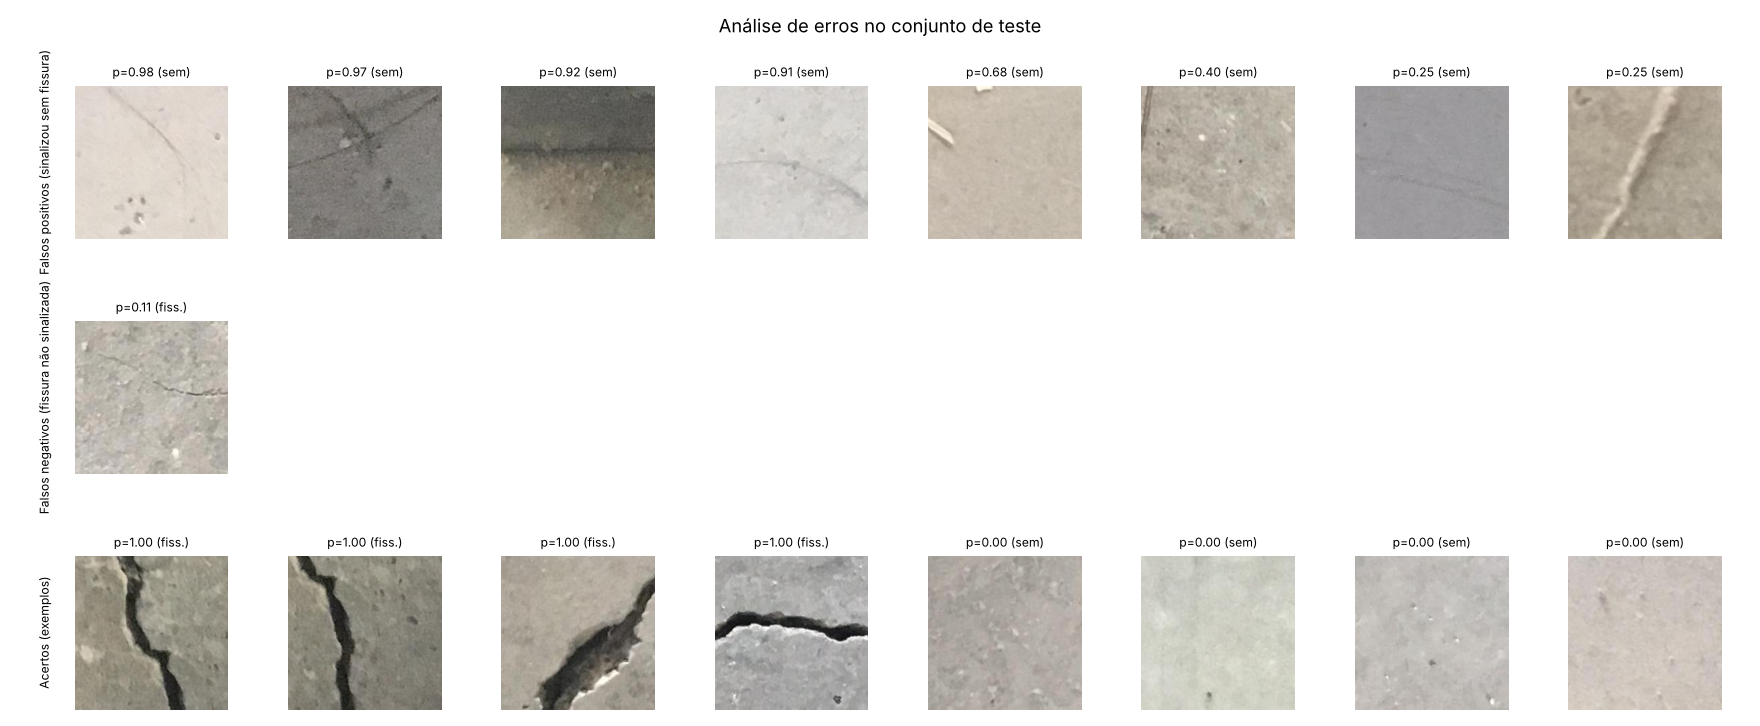 Análise de erros no conjunto de teste
Falsos positivos (sinalizou sem fissura)
p=0.98 (sem)
p=0.97 (sem)
p=0.92 (sem)
p=0.91 (sem)
p=0.68 (sem)
p=0.40 (sem)
p=0.25 (sem)
p=0.25 (sem)
Falsos negativos (fissura não sinalizada)
p=0.11 (fiss.)
Acertos (exemplos)
p=1.00 (fiss.)
p=1.00 (fiss.)
p=1.00 (fiss.)
p=1.00 (fiss.)
p=0.00 (sem)
p=0.00 (sem)
p=0.00 (sem)
p=0.00 (sem)